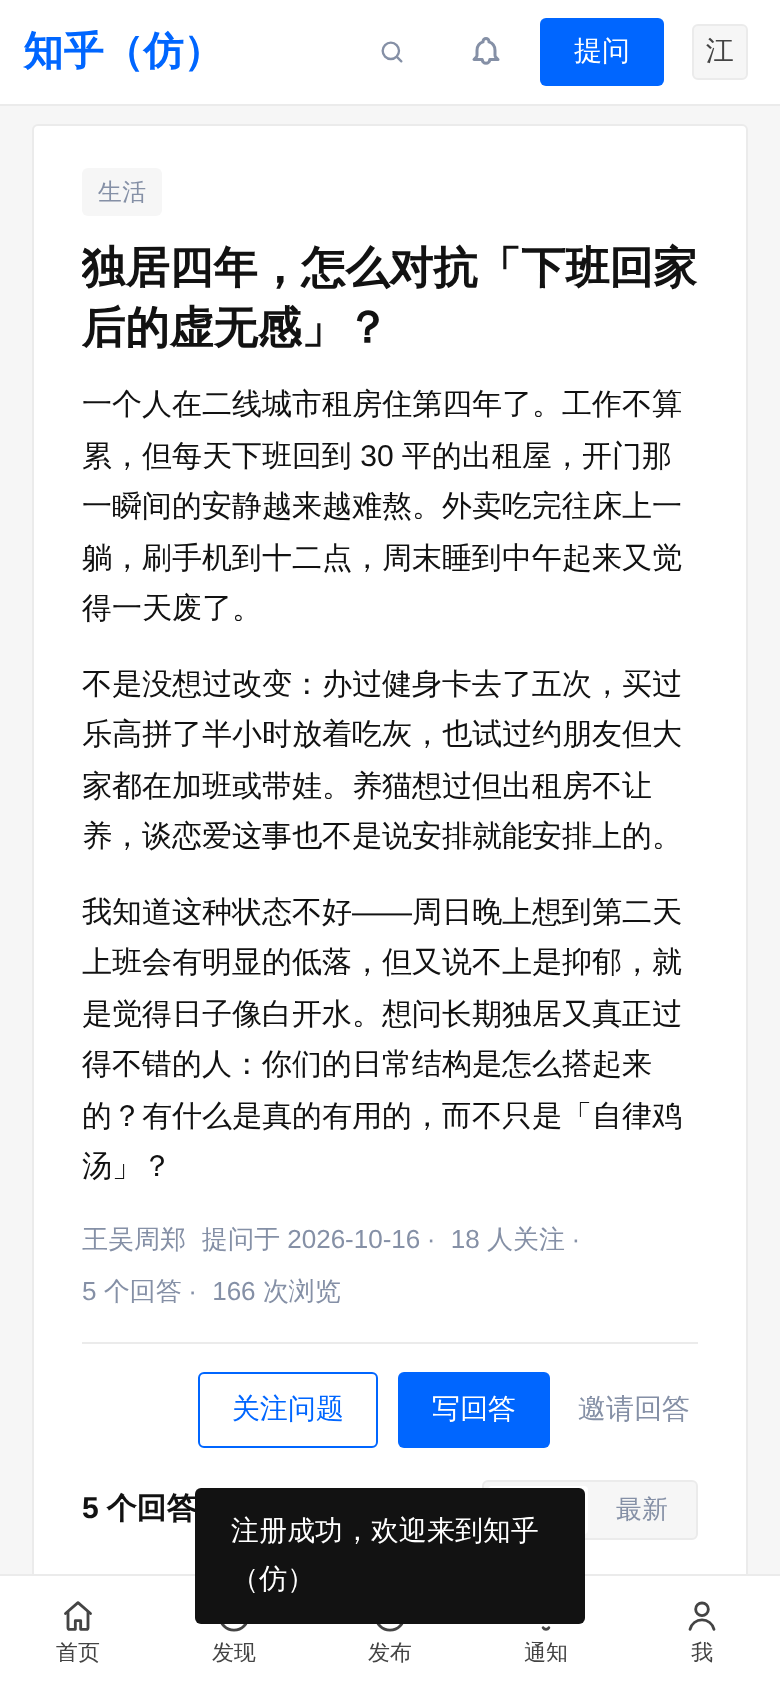 知乎（仿）
提问
江
生活
独居四年，怎么对抗「下班回家
后的虚无感」？
一个人在二线城市租房住第四年了。工作不算
累，但每天下班回到 30 平的出租屋，开门那
一瞬间的安静越来越难熬。外卖吃完往床上一
躺，刷手机到十二点，周末睡到中午起来又觉
得一天废了。
不是没想过改变：办过健身卡去了五次，买过
乐高拼了半小时放着吃灰，也试过约朋友但大
家都在加班或带娃。养猫想过但出租房不让
养，谈恋爱这事也不是说安排就能安排上的。
我知道这种状态不好——周日晚上想到第二天
上班会有明显的低落，但又说不上是抑郁，就
是觉得日子像白开水。想问长期独居又真正过
得不错的人：你们的日常结构是怎么搭起来
的？有什么是真的有用的，而不只是「自律鸡
汤」？
王吴周郑 提问于 2026-10-16 · 18 人关注 ·
5 个回答 · 166 次浏览
关注问题
写回答
邀请回答
5 个回答
最新
注册成功，欢迎来到知乎
（仿）
首页
发现
发布
通知
我